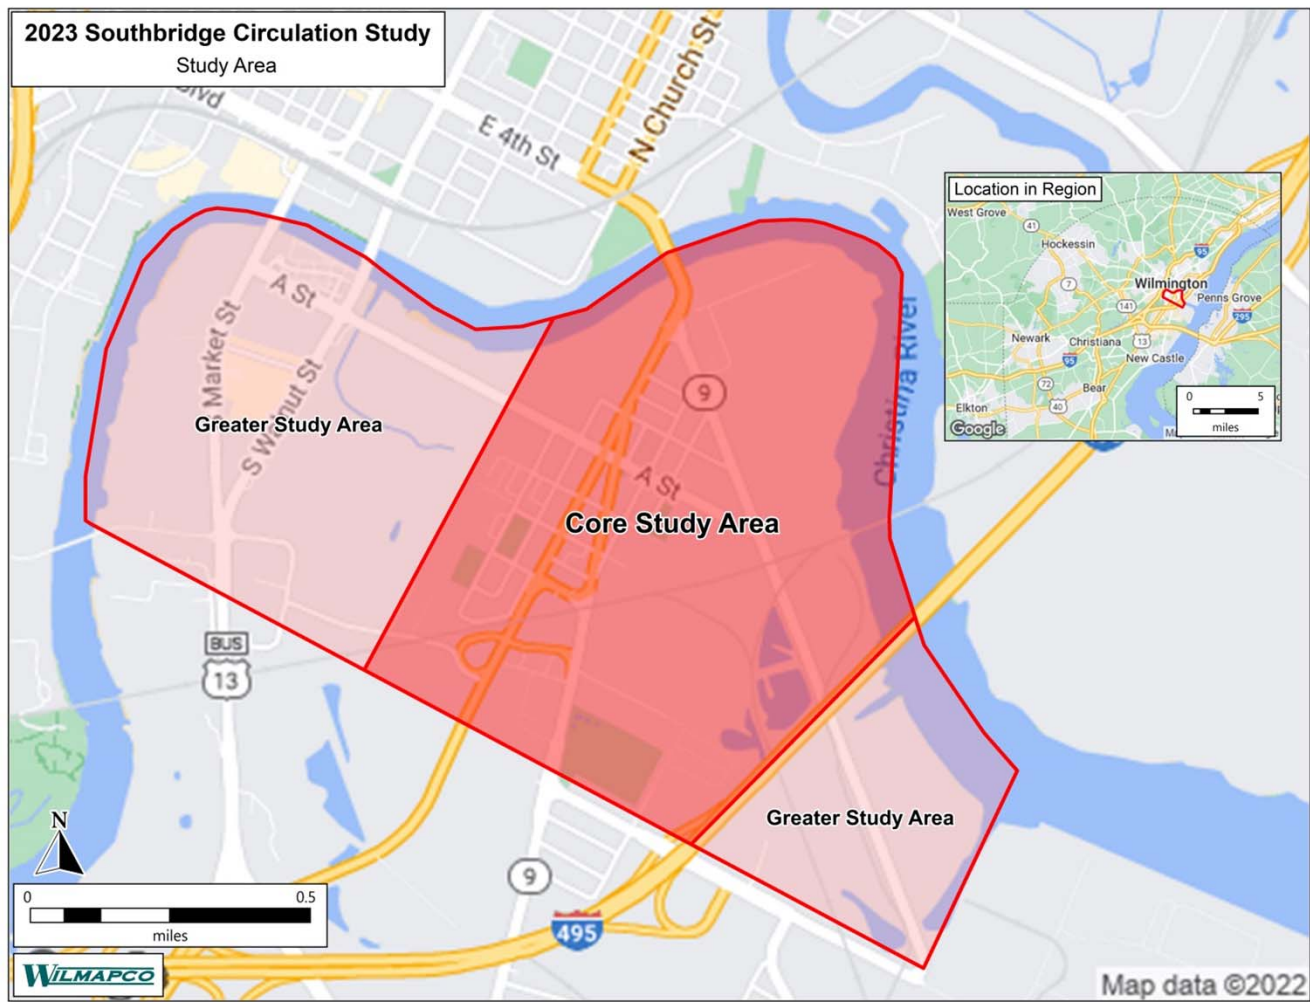 2023 Southbridge Circulation Study
Study Area
Blvd
E 4th St
N Church St
Location in Region
West Grove
41
Hockessin
95
7
Wilmington
141
Penns Grove
295
Newark
Christiana
13
95
New Castle
72
Bear
40
Elkton
Google
0 5
miles
A St
S Market St
S Walnut St
Greater Study Area
9
Christina River
A St
Core Study Area
BUS
13
Greater Study Area
N
9
495
0 0.5
miles
WILMAPCO
Map data ©2022